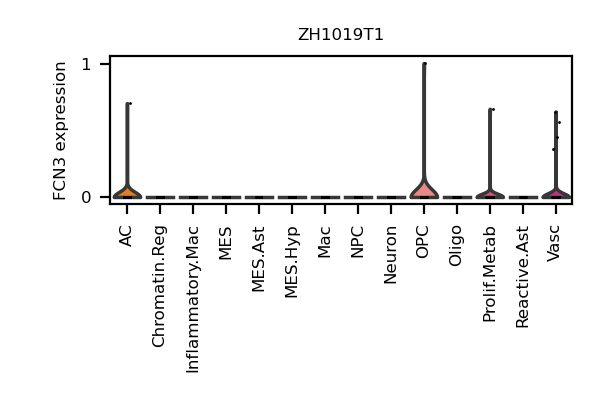 ZH1019T1
FCN3 expression
1
0
AC
Chromatin.Reg
Inflammatory.Mac
MES
MES.Ast
MES.Hyp
Mac
NPC
Neuron
OPC
Oligo
Prolif.Metab
Reactive.Ast
Vasc